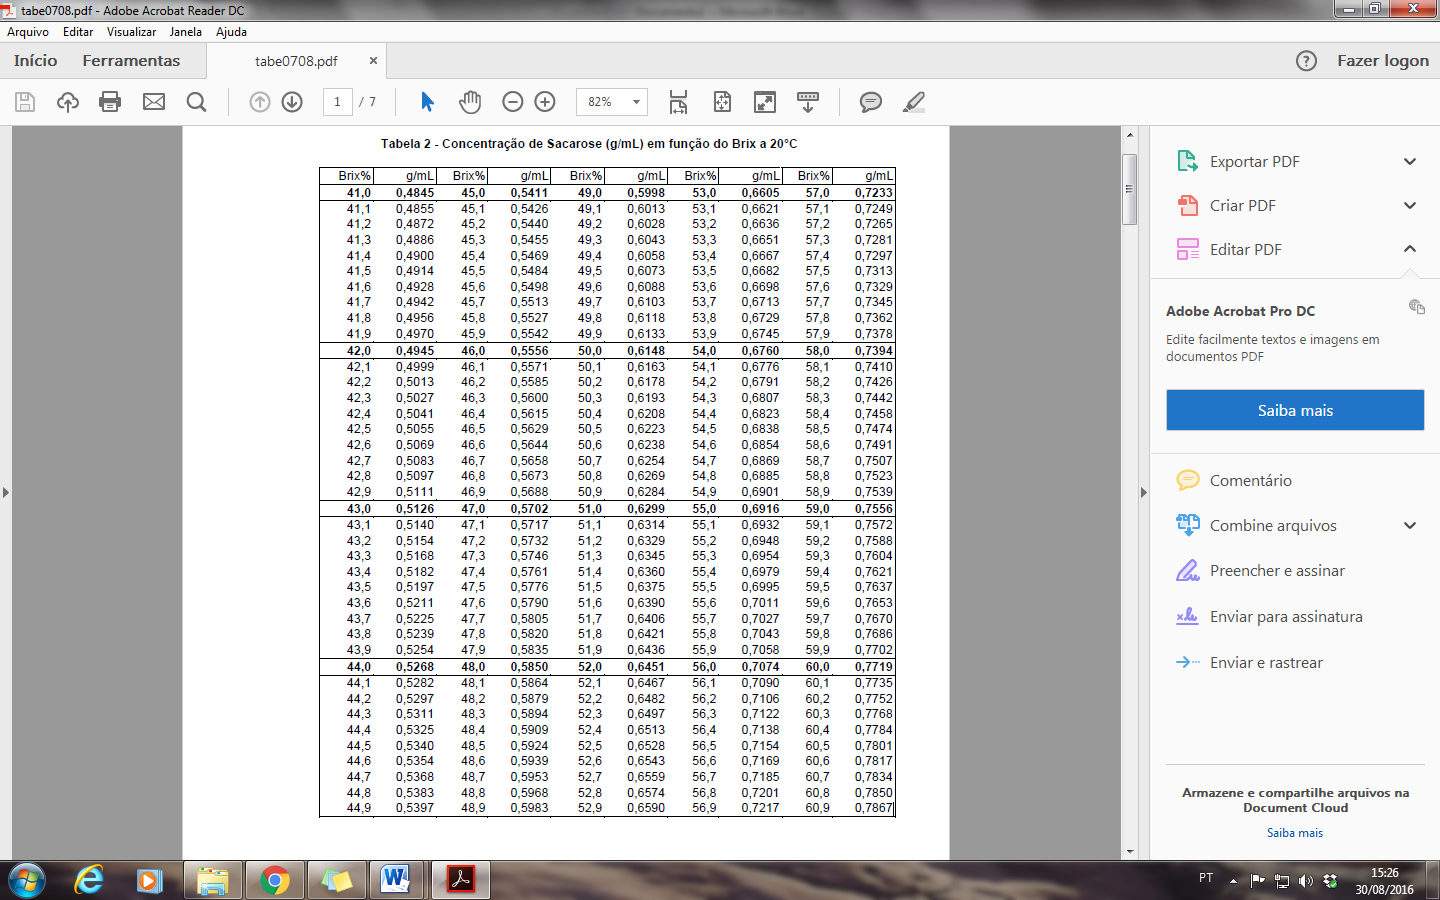 tabe0708.pdf - Adobe Acrobat Reader DC
Arquivo Editar Visualizar Janela Ajuda
Início Ferramentas tabe0708.pdf × ? Fazer logon
1 / 7 82%
Tabela 2 - Concentração de Sacarose (g/mL) em função do Brix a 20°C
Brix% g/mL Brix% g/mL Brix% g/mL Brix% g/mL Brix% g/mL
41,0 0,4845 45,0 0,5411 49,0 0,5998 53,0 0,6605 57,0 0,7233
41,1 0,4855 45,1 0,5426 49,1 0,6013 53,1 0,6621 57,1 0,7249
41,2 0,4872 45,2 0,5440 49,2 0,6028 53,2 0,6636 57,2 0,7265
41,3 0,4886 45,3 0,5455 49,3 0,6043 53,3 0,6651 57,3 0,7281
41,4 0,4900 45,4 0,5469 49,4 0,6058 53,4 0,6667 57,4 0,7297
41,5 0,4914 45,5 0,5484 49,5 0,6073 53,5 0,6682 57,5 0,7313
41,6 0,4928 45,6 0,5498 49,6 0,6088 53,6 0,6698 57,6 0,7329
41,7 0,4942 45,7 0,5513 49,7 0,6103 53,7 0,6713 57,7 0,7345
41,8 0,4956 45,8 0,5527 49,8 0,6118 53,8 0,6729 57,8 0,7362
41,9 0,4970 45,9 0,5542 49,9 0,6133 53,9 0,6745 57,9 0,7378
42,0 0,4945 46,0 0,5556 50,0 0,6148 54,0 0,6760 58,0 0,7394
42,1 0,4999 46,1 0,5571 50,1 0,6163 54,1 0,6776 58,1 0,7410
42,2 0,5013 46,2 0,5585 50,2 0,6178 54,2 0,6791 58,2 0,7426
42,3 0,5027 46,3 0,5600 50,3 0,6193 54,3 0,6807 58,3 0,7442
42,4 0,5041 46,4 0,5615 50,4 0,6208 54,4 0,6823 58,4 0,7458
42,5 0,5055 46,5 0,5629 50,5 0,6223 54,5 0,6838 58,5 0,7474
42,6 0,5069 46,6 0,5644 50,6 0,6238 54,6 0,6854 58,6 0,7491
42,7 0,5083 46,7 0,5658 50,7 0,6254 54,7 0,6869 58,7 0,7507
42,8 0,5097 46,8 0,5673 50,8 0,6269 54,8 0,6885 58,8 0,7523
42,9 0,5111 46,9 0,5688 50,9 0,6284 54,9 0,6901 58,9 0,7539
43,0 0,5126 47,0 0,5702 51,0 0,6299 55,0 0,6916 59,0 0,7556
43,1 0,5140 47,1 0,5717 51,1 0,6314 55,1 0,6932 59,1 0,7572
43,2 0,5154 47,2 0,5732 51,2 0,6329 55,2 0,6948 59,2 0,7588
43,3 0,5168 47,3 0,5746 51,3 0,6345 55,3 0,6954 59,3 0,7604
43,4 0,5182 47,4 0,5761 51,4 0,6360 55,4 0,6979 59,4 0,7621
43,5 0,5197 47,5 0,5776 51,5 0,6375 55,5 0,6995 59,5 0,7637
43,6 0,5211 47,6 0,5790 51,6 0,6390 55,6 0,7011 59,6 0,7653
43,7 0,5225 47,7 0,5805 51,7 0,6406 55,7 0,7027 59,7 0,7670
43,8 0,5239 47,8 0,5820 51,8 0,6421 55,8 0,7043 59,8 0,7686
43,9 0,5254 47,9 0,5835 51,9 0,6436 55,9 0,7058 59,9 0,7702
44,0 0,5268 48,0 0,5850 52,0 0,6451 56,0 0,7074 60,0 0,7719
44,1 0,5282 48,1 0,5864 52,1 0,6467 56,1 0,7090 60,1 0,7735
44,2 0,5297 48,2 0,5879 52,2 0,6482 56,2 0,7106 60,2 0,7752
44,3 0,5311 48,3 0,5894 52,3 0,6497 56,3 0,7122 60,3 0,7768
44,4 0,5325 48,4 0,5909 52,4 0,6513 56,4 0,7138 60,4 0,7784
44,5 0,5340 48,5 0,5924 52,5 0,6528 56,5 0,7154 60,5 0,7801
44,6 0,5354 48,6 0,5939 52,6 0,6543 56,6 0,7169 60,6 0,7817
44,7 0,5368 48,7 0,5953 52,7 0,6559 56,7 0,7185 60,7 0,7834
44,8 0,5383 48,8 0,5968 52,8 0,6574 56,8 0,7201 60,8 0,7850
44,9 0,5397 48,9 0,5983 52,9 0,6590 56,9 0,7217 60,9 0,7867
Exportar PDF
Criar PDF
Editar PDF
Adobe Acrobat Pro DC
Edite facilmente textos e imagens em
documentos PDF
Saiba mais
Comentário
Combine arquivos
Preencher e assinar
Enviar para assinatura
Enviar e rastrear
Armazene e compartilhe arquivos na
Document Cloud
Saiba mais
PT 15:26
30/08/2016